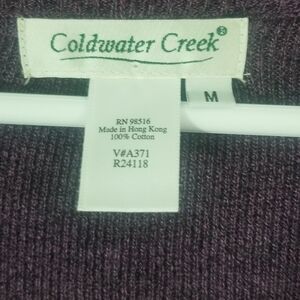 Coldwater Creek®
M
RN 98516
Made in Hong Kong
100% Cotton
V#A371
R24118